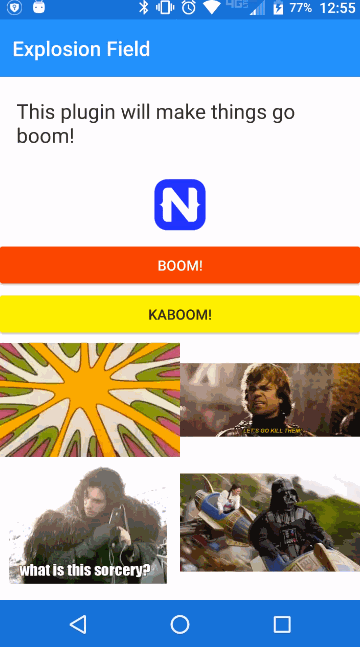 4G 77% 12:55
Explosion Field
This plugin will make things go
boom!
N
BOOM!
KABOOM!
LET'S GO KILL THEM
what is this sorcery?